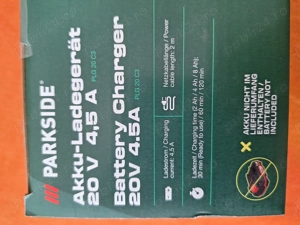 PARKSIDE®
Akku-Ladegerät
20 V 4,5 A PLG 20 C3
Battery Charger
20V 4.5A PLG 20 C3
Netzkabellänge / Power
cable length: 2 m
Ladestrom / Charging
current: 4.5 A
Ladezeit / Charging time (2 Ah / 4 Ah / 8 Ah):
30 min (Ready to use) / 60 min / 120 min
AKKU NICHT IM
LIEFERUMFANG
ENTHALTEN /
BATTERY NOT
INCLUDED